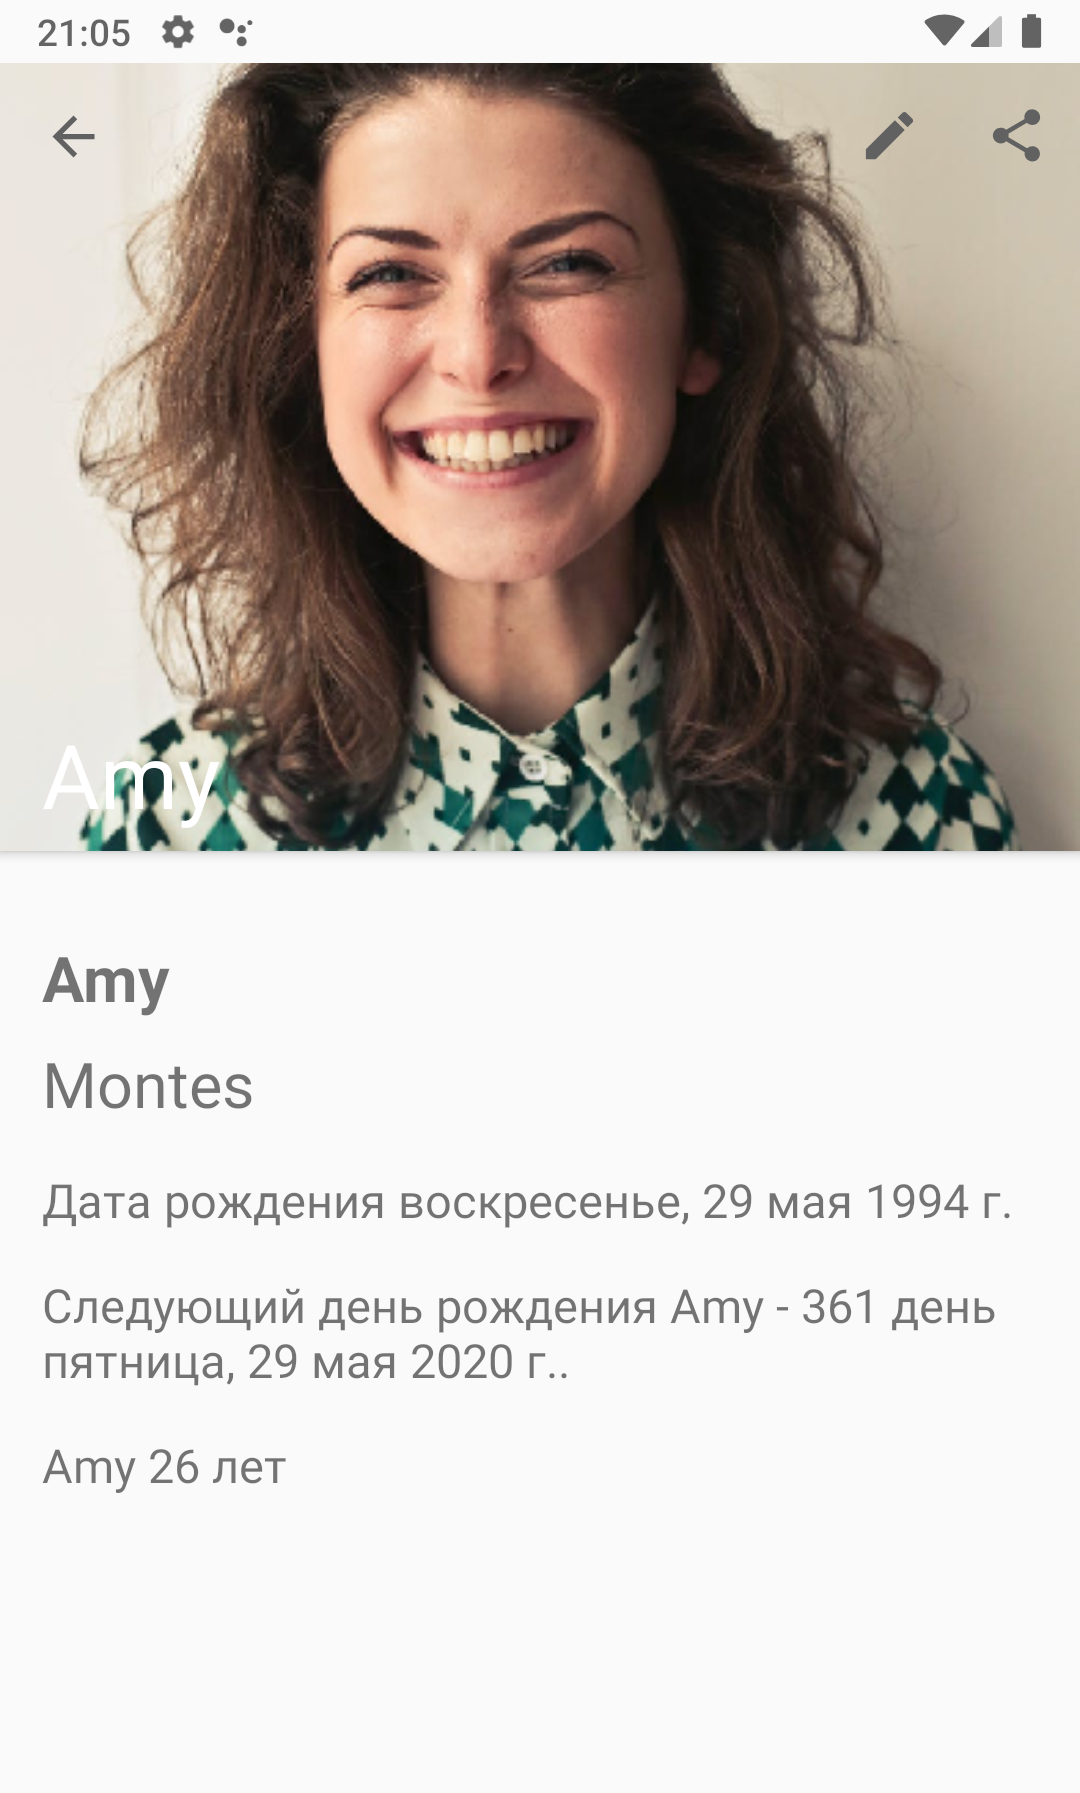 21:05
Amy
Amy
Montes
Дата рождения воскресенье, 29 мая 1994 г.
Следующий день рождения Amy - 361 день
пятница, 29 мая 2020 г..
Amy 26 лет